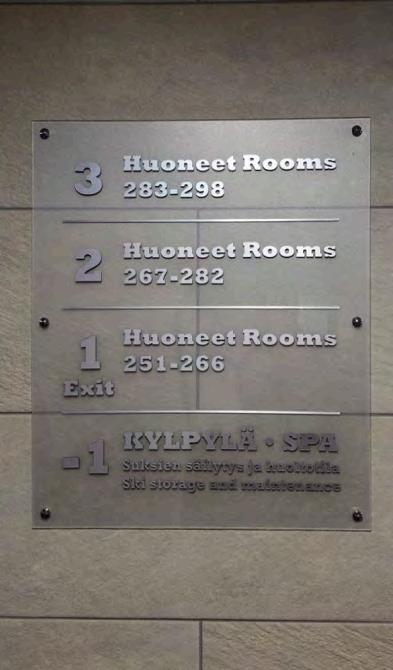 3 Huoneet Rooms
283-298
2 Huoneet Rooms
267-282
1 Huoneet Rooms
251-266
Exit
-1 KYLPYLÄ • SPA
Suksien säilytys ja huoltotila
Ski storage and maintenance